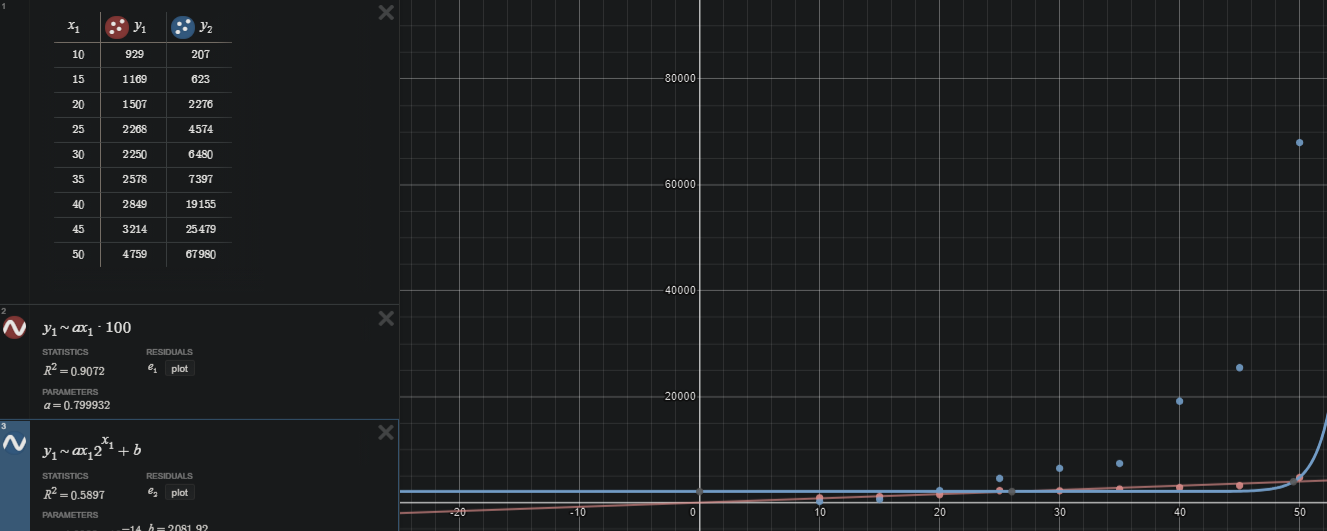 1
x₁ y₁ y₂
10 929 207
15 1169 623
20 1507 2276
25 2268 4574
30 2250 6480
35 2578 7397
40 2849 19155
45 3214 25479
50 4759 67980
2
y₁ ~ ax₁ · 100
STATISTICS RESIDUALS
R² = 0.9072 e₁ plot
PARAMETERS
a = 0.799932
3
y₁ ~ ax₁2^x₁ + b
STATISTICS RESIDUALS
R² = 0.5897 e₂ plot
PARAMETERS
−14 b = 2081.92
80000
60000
40000
20000
-20 -10 0 10 20 30 40 50